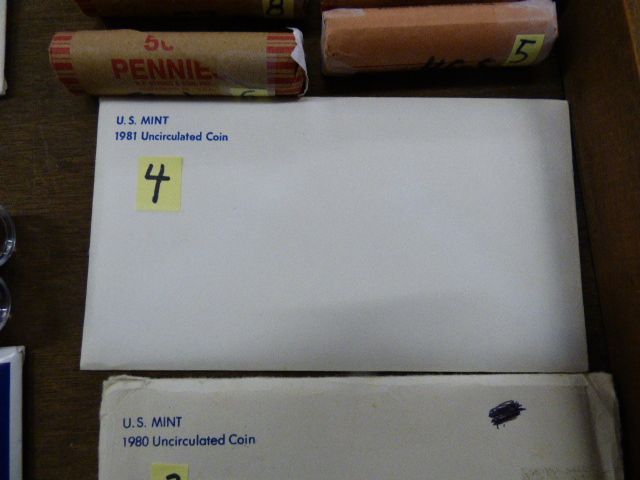 8
50
PENNIES
5
U.S. MINT
1981 Uncirculated Coin
4
U.S. MINT
1980 Uncirculated Coin